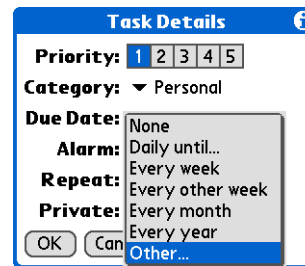 Task Details
Priority: 1 2 3 4 5
Category: Personal
Due Date:
None
Daily until...
Alarm:
Every week
Repeat:
Every other week
Private:
Every month
Every year
OK
Other...